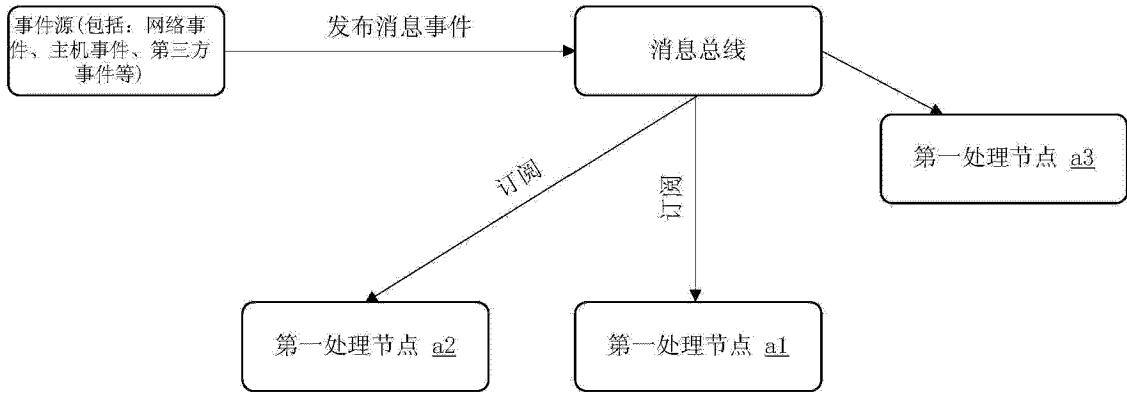 事件源(包括：网络事
件、主机事件、第三方
事件等)
发布消息事件
消息总线
第一处理节点 a3
订阅
订阅
第一处理节点 a2
第一处理节点 a1